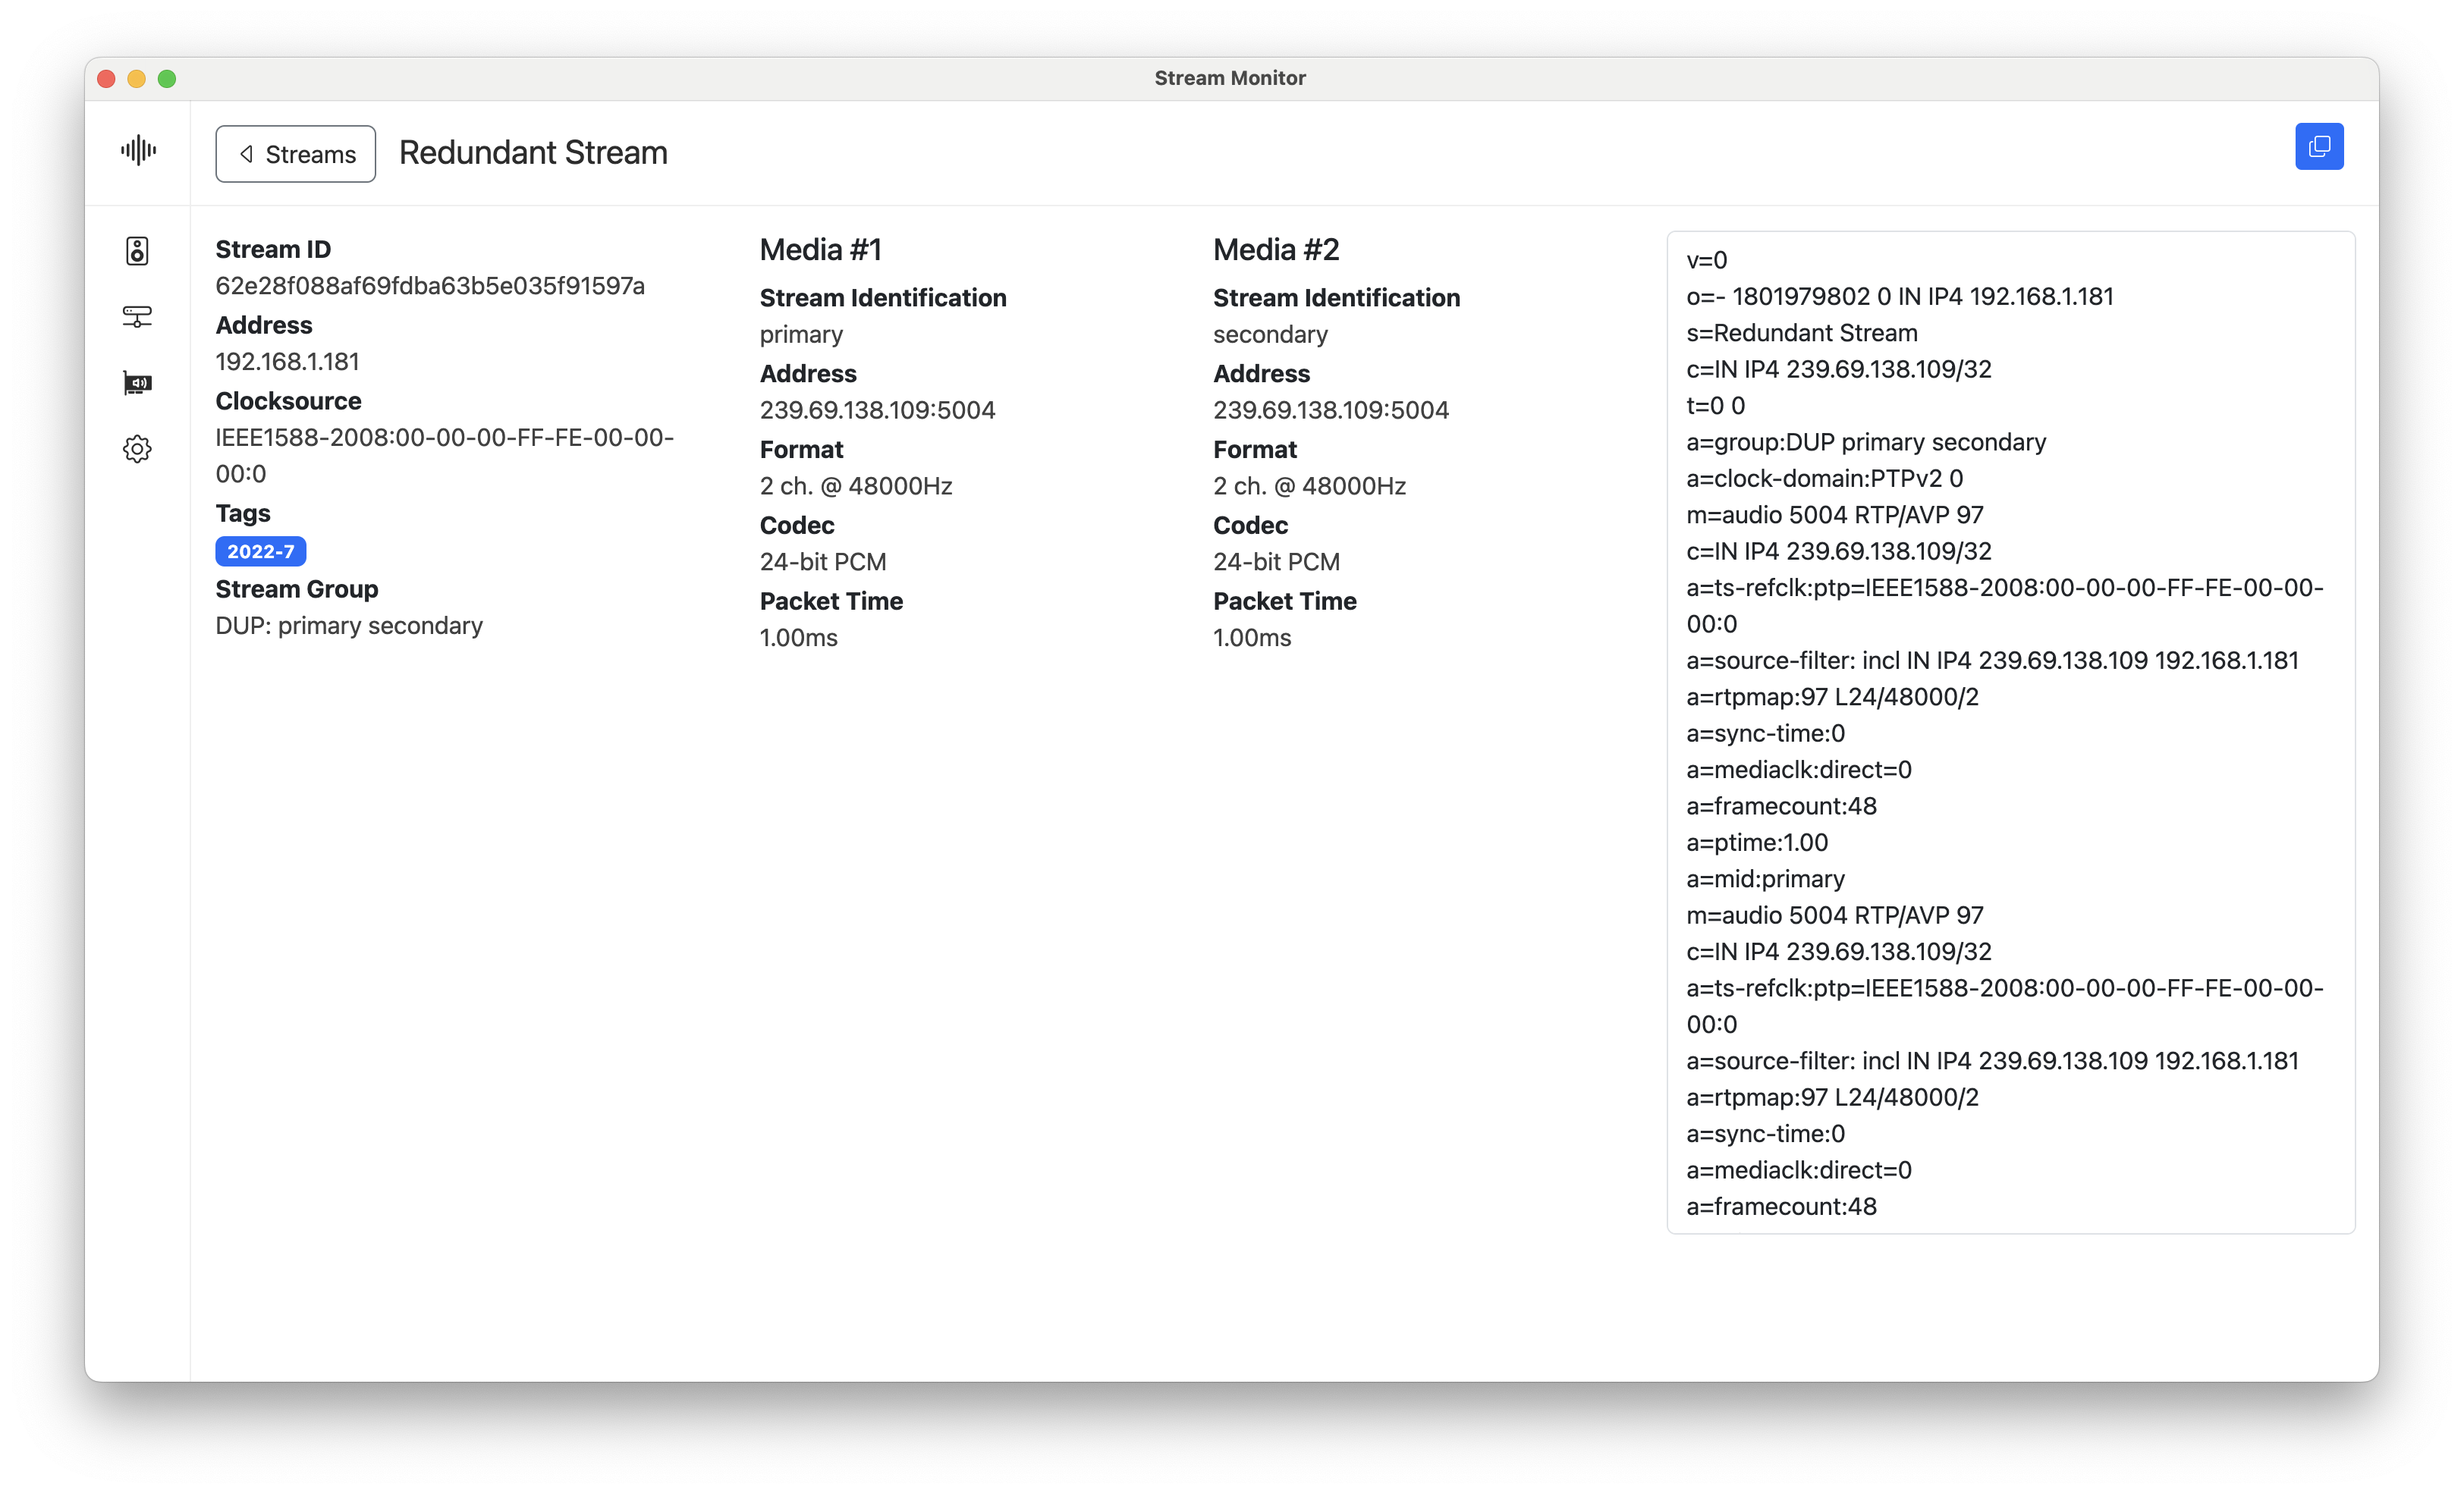 Stream Monitor
Streams
Redundant Stream
Stream ID
62e28f088af69fdba63b5e035f91597a
Address
192.168.1.181
Clocksource
IEEE1588-2008:00-00-00-FF-FE-00-00-
00:0
Tags
2022-7
Stream Group
DUP: primary secondary
Media #1
Stream Identification
primary
Address
239.69.138.109:5004
Format
2 ch. @ 48000Hz
Codec
24-bit PCM
Packet Time
1.00ms
Media #2
Stream Identification
secondary
Address
239.69.138.109:5004
Format
2 ch. @ 48000Hz
Codec
24-bit PCM
Packet Time
1.00ms
v=0
o=- 1801979802 0 IN IP4 192.168.1.181
s=Redundant Stream
c=IN IP4 239.69.138.109/32
t=0 0
a=group:DUP primary secondary
a=clock-domain:PTPv2 0
m=audio 5004 RTP/AVP 97
c=IN IP4 239.69.138.109/32
a=ts-refclk:ptp=IEEE1588-2008:00-00-00-FF-FE-00-00-
00:0
a=source-filter: incl IN IP4 239.69.138.109 192.168.1.181
a=rtpmap:97 L24/48000/2
a=sync-time:0
a=mediaclk:direct=0
a=framecount:48
a=ptime:1.00
a=mid:primary
m=audio 5004 RTP/AVP 97
c=IN IP4 239.69.138.109/32
a=ts-refclk:ptp=IEEE1588-2008:00-00-00-FF-FE-00-00-
00:0
a=source-filter: incl IN IP4 239.69.138.109 192.168.1.181
a=rtpmap:97 L24/48000/2
a=sync-time:0
a=mediaclk:direct=0
a=framecount:48